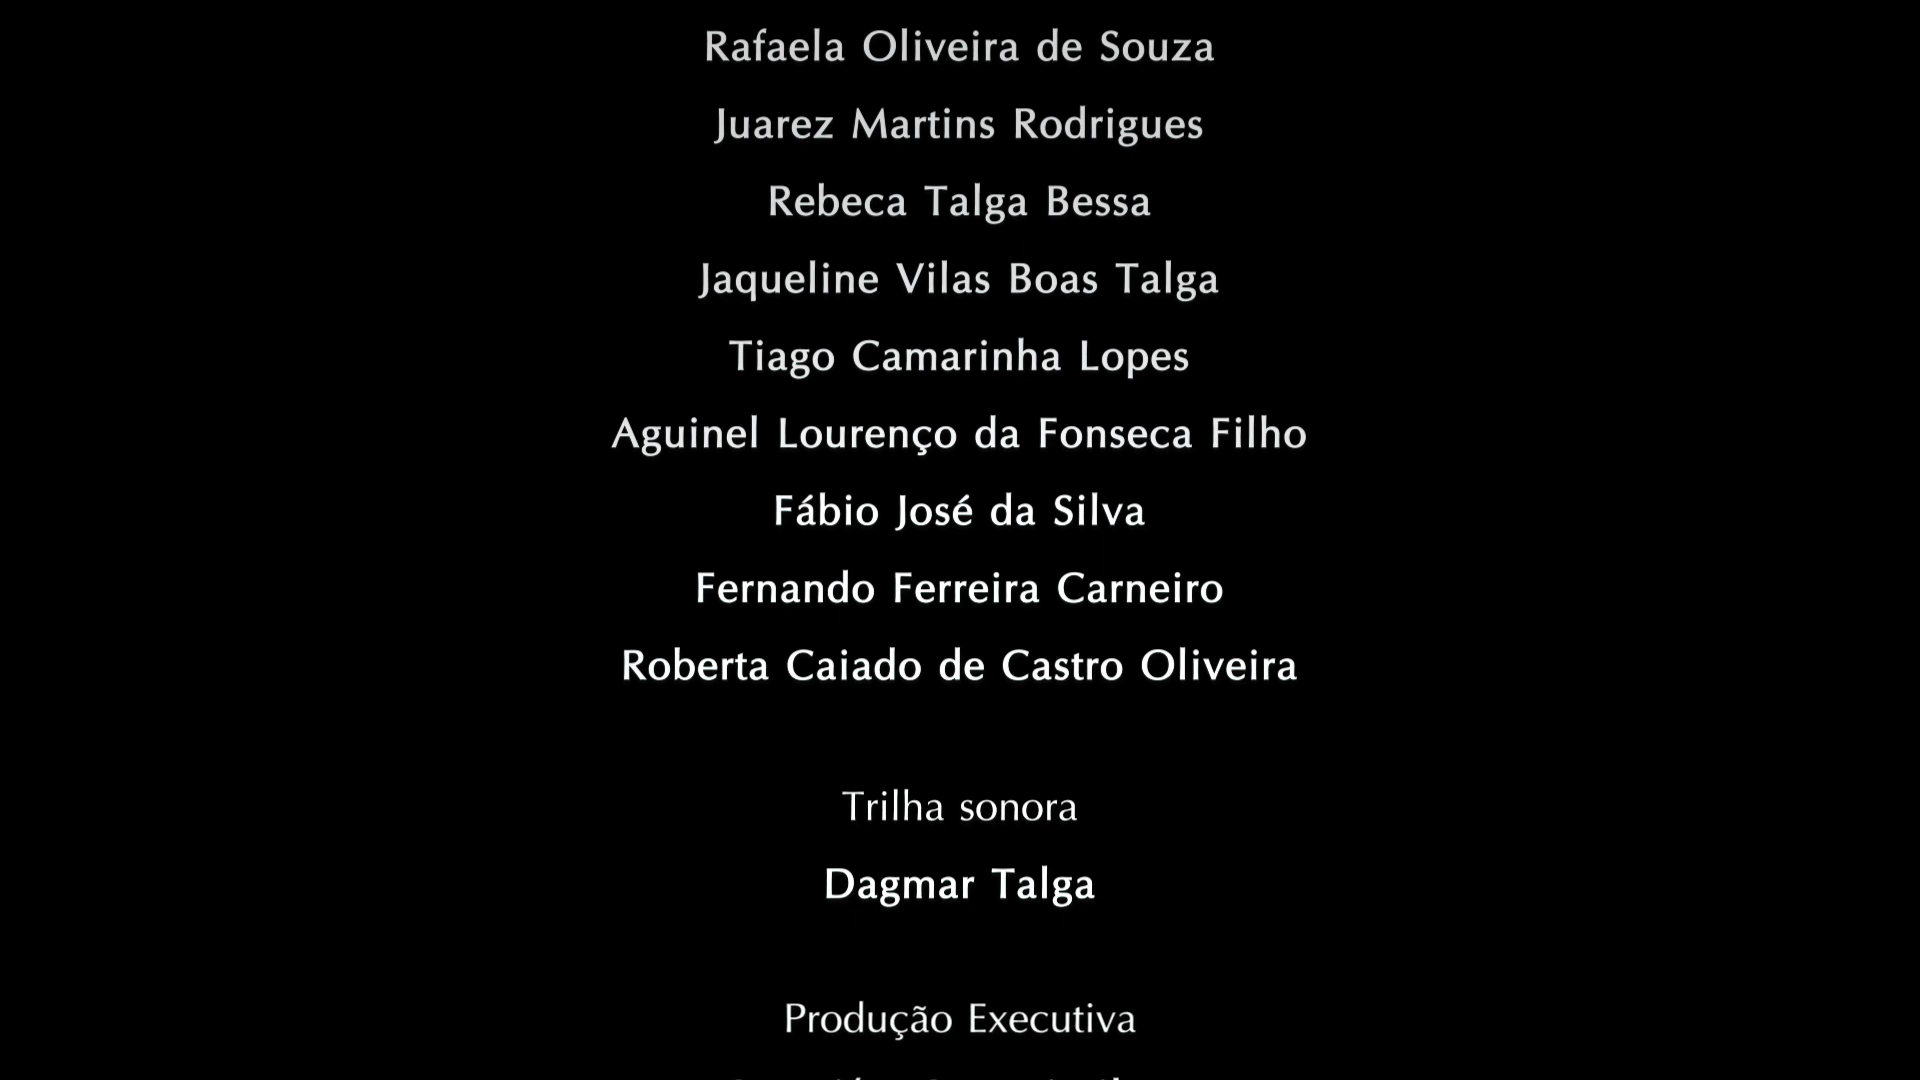 Rafaela Oliveira de Souza
Juarez Martins Rodrigues
Rebeca Talga Bessa
Jaqueline Vilas Boas Talga
Tiago Camarinha Lopes
Aguinel Lourenço da Fonseca Filho
Fábio José da Silva
Fernando Ferreira Carneiro
Roberta Caiado de Castro Oliveira
Trilha sonora
Dagmar Talga
Produção Executiva